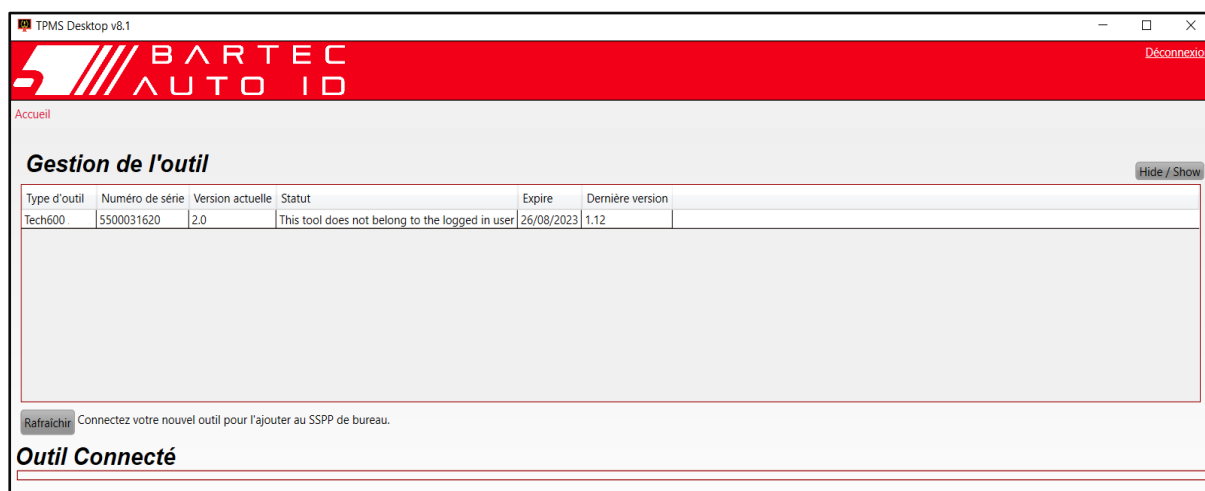 TPMS Desktop v8.1
BARTEC
AUTO ID
Déconnexio
Accueil
Gestion de l'outil
Hide / Show
Type d'outil Numéro de série Version actuelle Statut Expire Dernière version
Tech600 5500031620 2.0 This tool does not belong to the logged in user 26/08/2023 1.12
Rafraîchir Connectez votre nouvel outil pour l'ajouter au SSPP de bureau.
Outil Connecté